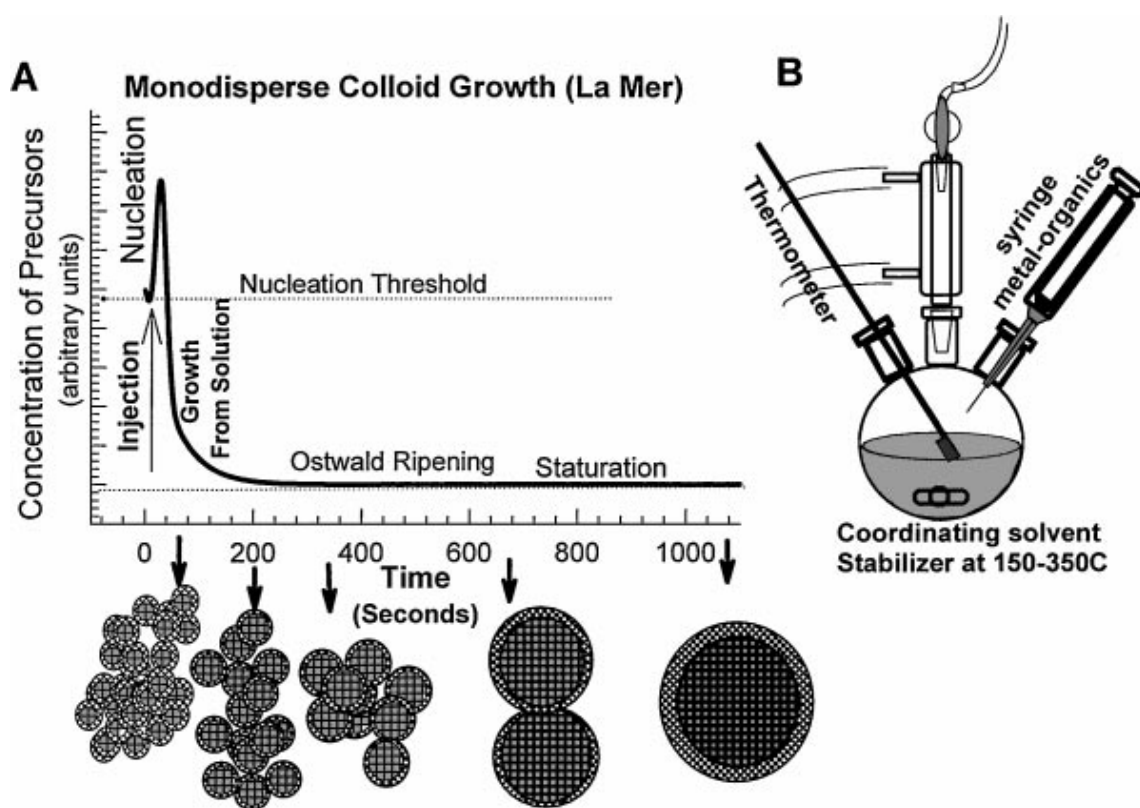 A
Monodisperse Colloid Growth (La Mer)
Concentration of Precursors
(arbitrary units)
Nucleation
Nucleation Threshold
Injection
Growth
From Solution
Ostwald Ripening
Staturation
0 200 400 600 800 1000
Time
(Seconds)
B
Thermometer
syringe
metal-organics
Coordinating solvent
Stabilizer at 150-350C